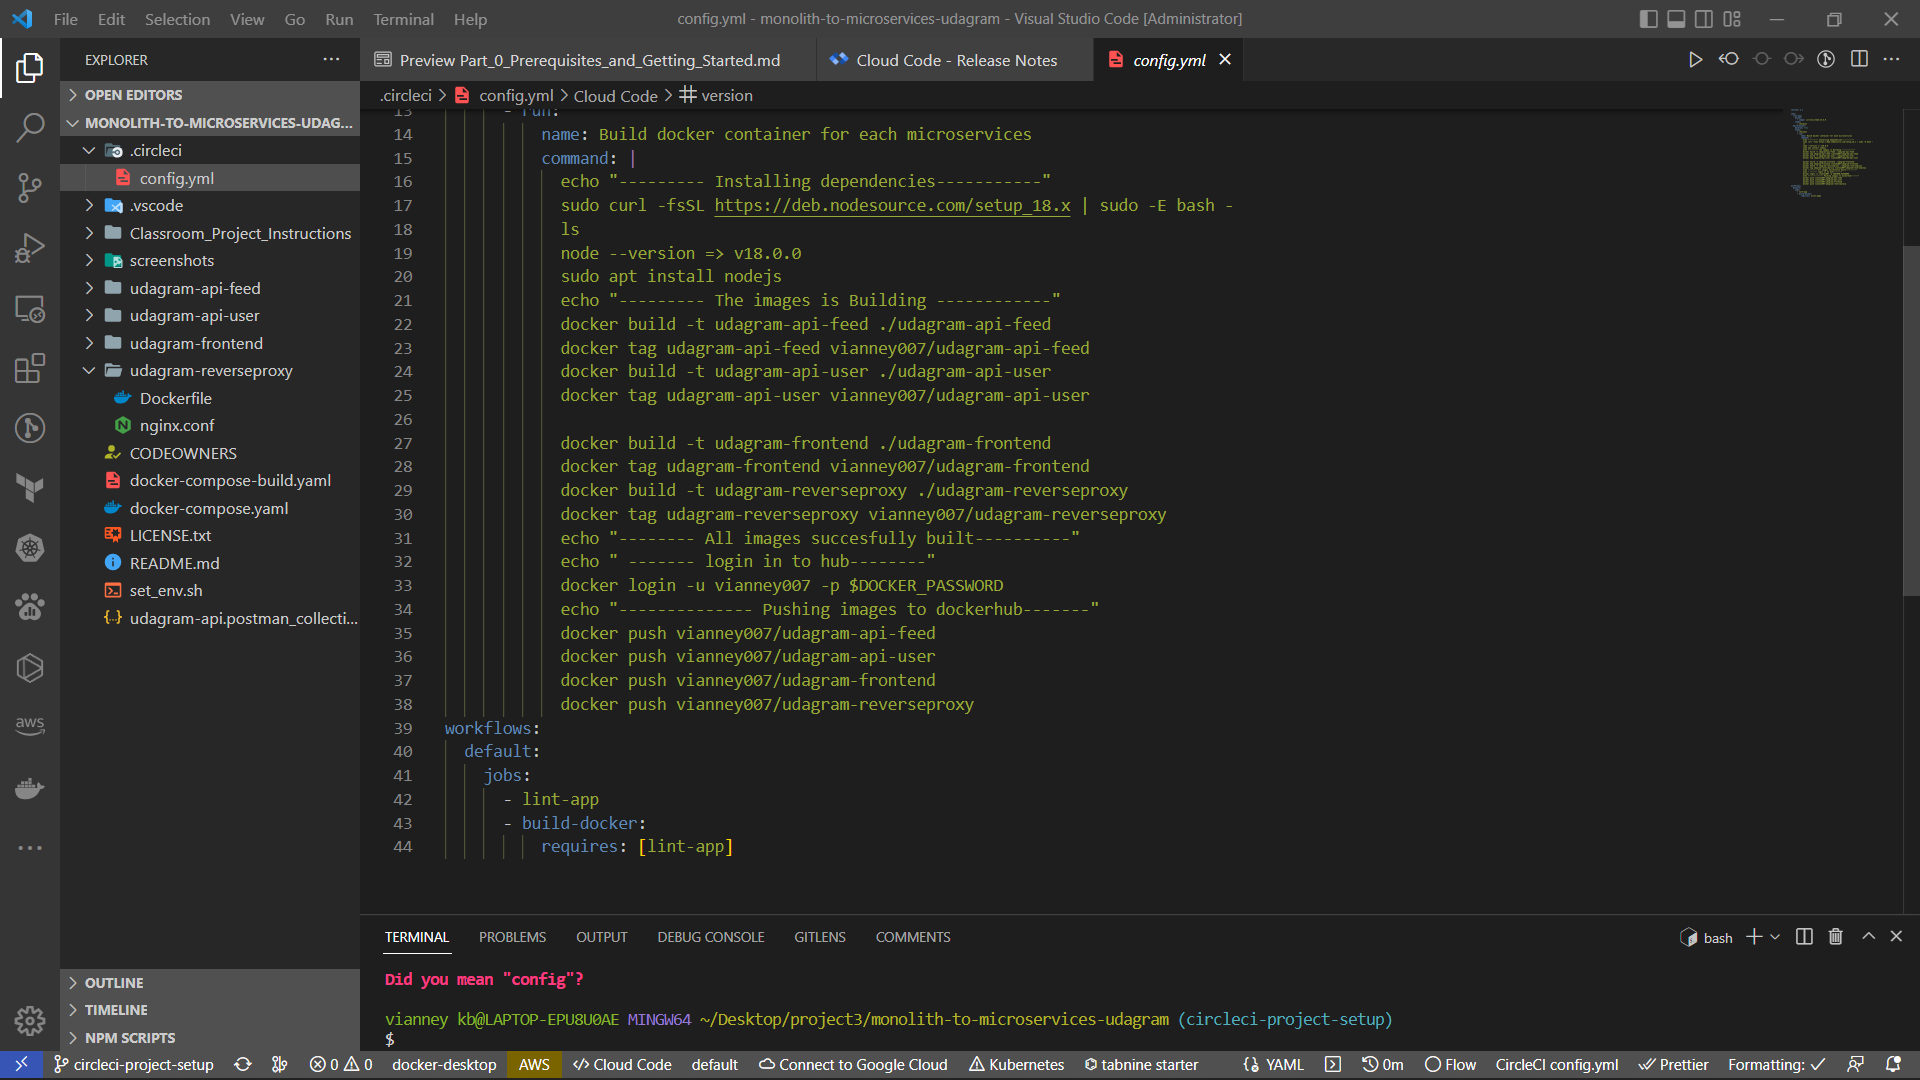 File Edit Selection View Go Run Terminal Help
config.yml - monolith-to-microservices-udagram - Visual Studio Code [Administrator]
EXPLORER
OPEN EDITORS
MONOLITH-TO-MICROSERVICES-UDAG...
.circleci
config.yml
.vscode
Classroom_Project_Instructions
screenshots
udagram-api-feed
udagram-api-user
udagram-frontend
udagram-reverseproxy
Dockerfile
nginx.conf
CODEOWNERS
docker-compose-build.yaml
docker-compose.yaml
LICENSE.txt
README.md
set_env.sh
udagram-api.postman_collecti...
OUTLINE
TIMELINE
NPM SCRIPTS
aws
Preview Part_0_Prerequisites_and_Getting_Started.md
Cloud Code - Release Notes
config.yml
.circleci > config.yml > Cloud Code > # version
13 - run:
14 name: Build docker container for each microservices
15 command: |
16 echo "--------- Installing dependencies-----------"
17 sudo curl -fsSL https://deb.nodesource.com/setup_18.x | sudo -E bash -
18 ls
19 node --version => v18.0.0
20 sudo apt install nodejs
21 echo "--------- The images is Building ------------"
22 docker build -t udagram-api-feed ./udagram-api-feed
23 docker tag udagram-api-feed vianney007/udagram-api-feed
24 docker build -t udagram-api-user ./udagram-api-user
25 docker tag udagram-api-user vianney007/udagram-api-user
26
27 docker build -t udagram-frontend ./udagram-frontend
28 docker tag udagram-frontend vianney007/udagram-frontend
29 docker build -t udagram-reverseproxy ./udagram-reverseproxy
30 docker tag udagram-reverseproxy vianney007/udagram-reverseproxy
31 echo "-------- All images succesfully built----------"
32 echo " ------- login in to hub--------"
33 docker login -u vianney007 -p $DOCKER_PASSWORD
34 echo "-------------- Pushing images to dockerhub-------"
35 docker push vianney007/udagram-api-feed
36 docker push vianney007/udagram-api-user
37 docker push vianney007/udagram-frontend
38 docker push vianney007/udagram-reverseproxy
39 workflows:
40 default:
41 jobs:
42 - lint-app
43 - build-docker:
44 requires: [lint-app]
TERMINAL PROBLEMS OUTPUT DEBUG CONSOLE GITLENS COMMENTS
bash
Did you mean "config"?
vianney kb@LAPTOP-EPU8U0AE MINGW64 ~/Desktop/project3/monolith-to-microservices-udagram (circleci-project-setup)
$
circleci-project-setup 0 0 docker-desktop AWS Cloud Code default Connect to Google Cloud Kubernetes tabnine starter YAML 0m Flow CircleCI config.yml Prettier Formatting: